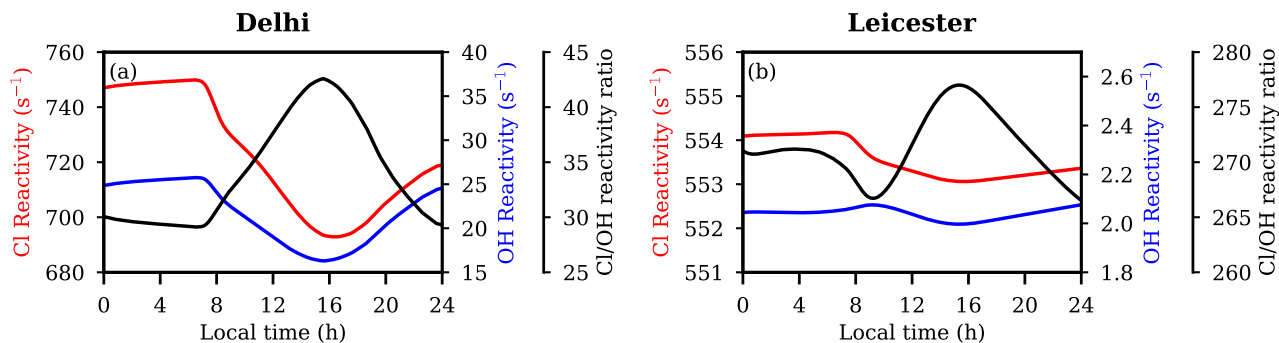 Delhi
(a)
Cl Reactivity (s⁻¹)
760
740
720
700
680
0 4 8 12 16 20 24
Local time (h)
40
35
30
25
20
15
OH Reactivity (s⁻¹)
45
40
35
30
25
Cl/OH reactivity ratio
Leicester
(b)
Cl Reactivity (s⁻¹)
556
555
554
553
552
551
0 4 8 12 16 20 24
Local time (h)
2.6
2.4
2.2
2.0
1.8
OH Reactivity (s⁻¹)
280
275
270
265
260
Cl/OH reactivity ratio